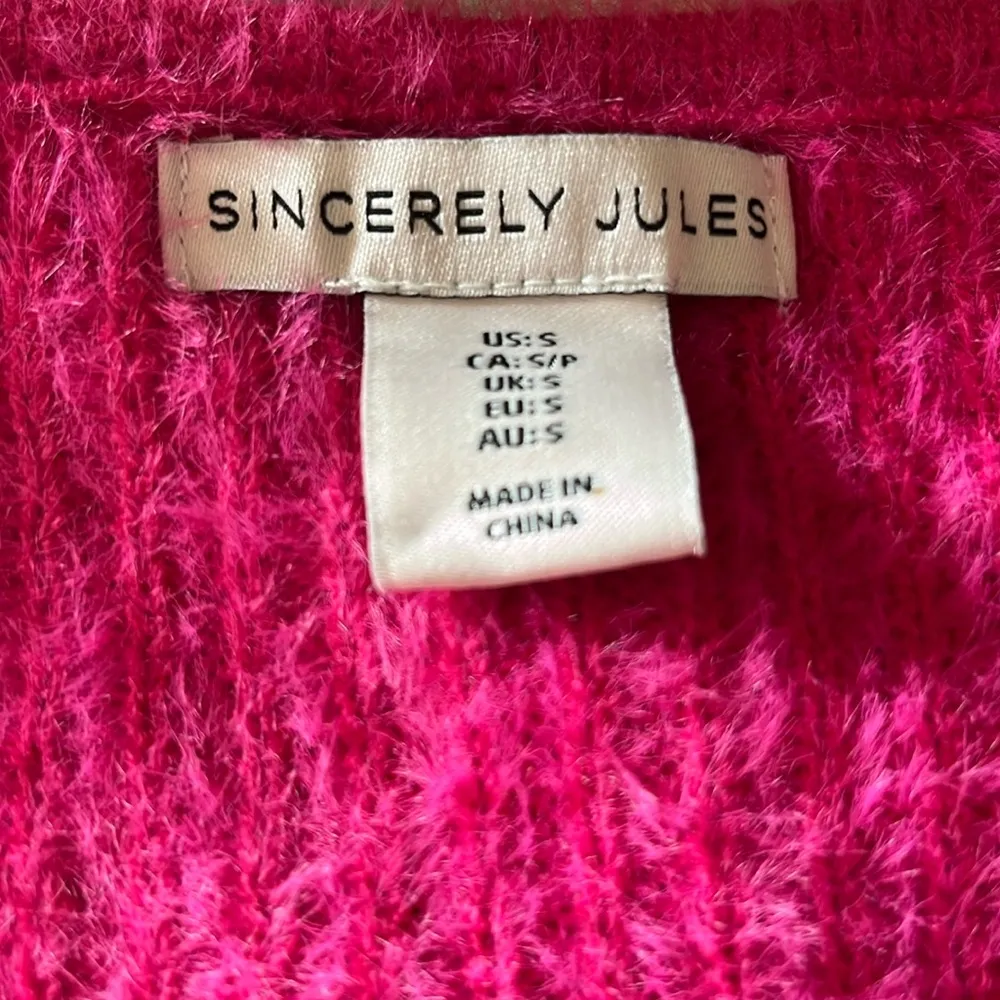 SINCERELY JULES
US: S
CA: S/P
UK: S
EU: S
AU: S
MADE IN
CHINA